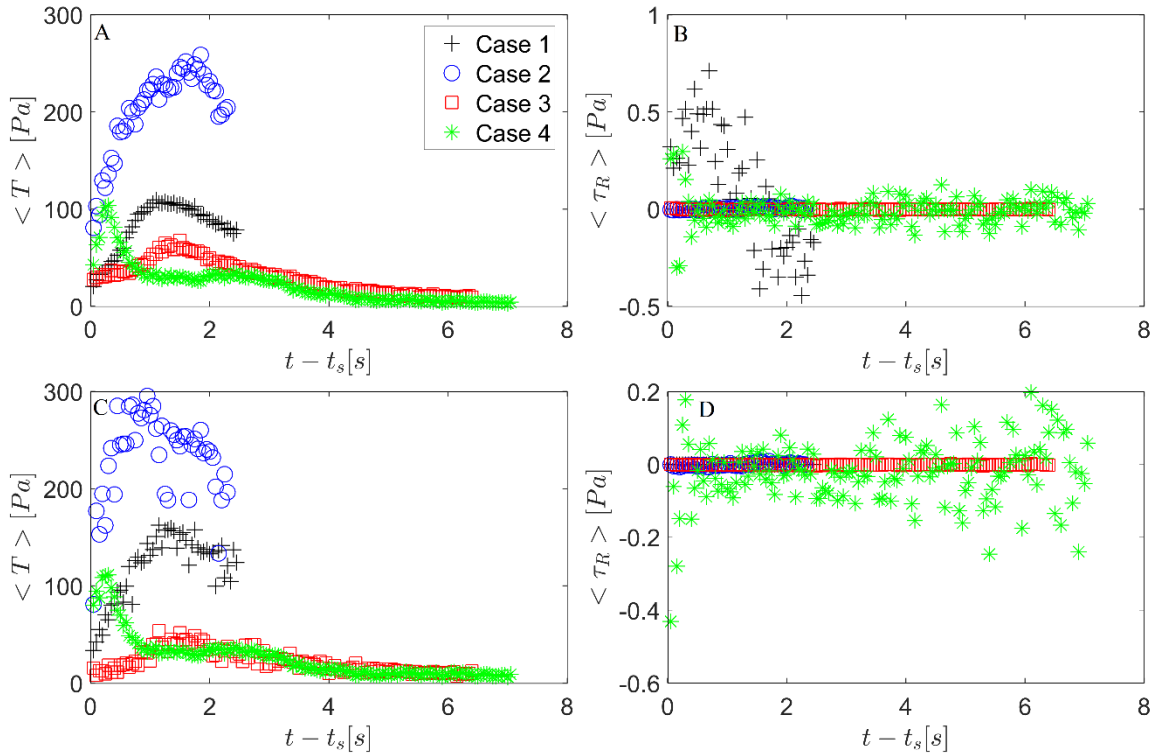 A
300
200
100
0
< T > [Pa]
0 2 4 6 8
t − t_s[s]
Case 1
Case 2
Case 3
Case 4
B
1
0.5
0
-0.5
< τ_R > [Pa]
0 2 4 6 8
t − t_s[s]
C
300
200
100
0
< T > [Pa]
0 2 4 6 8
t − t_s[s]
D
0.2
0
-0.2
-0.4
-0.6
< τ_R > [Pa]
0 2 4 6 8
t − t_s[s]